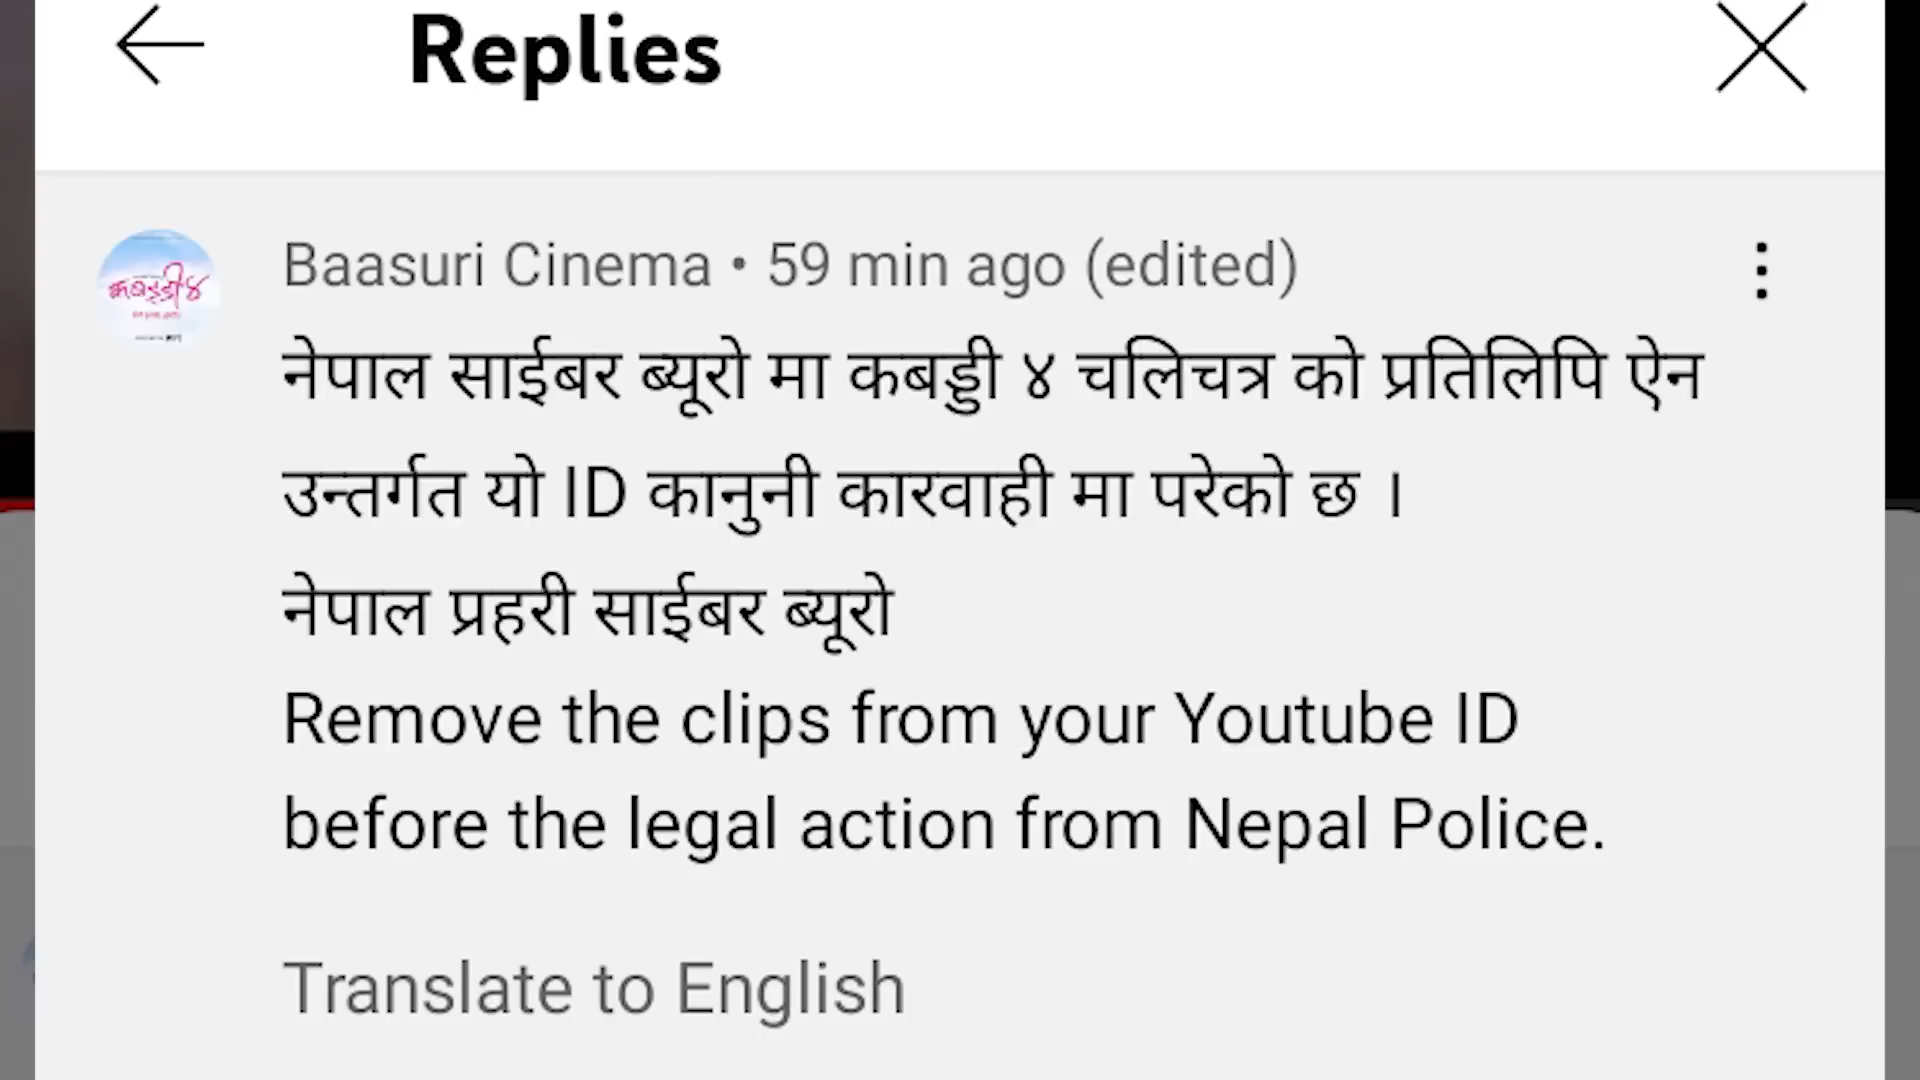 Replies
Baasuri Cinema • 59 min ago (edited)
नेपाल साईबर ब्यूरो मा कबड्डी ४ चलिचत्र को प्रतिलिपि ऐन
उन्तर्गत यो ID कानुनी कारवाही मा परेको छ ।
नेपाल प्रहरी साईबर ब्यूरो
Remove the clips from your Youtube ID
before the legal action from Nepal Police.
Translate to English
कबड्डी ४